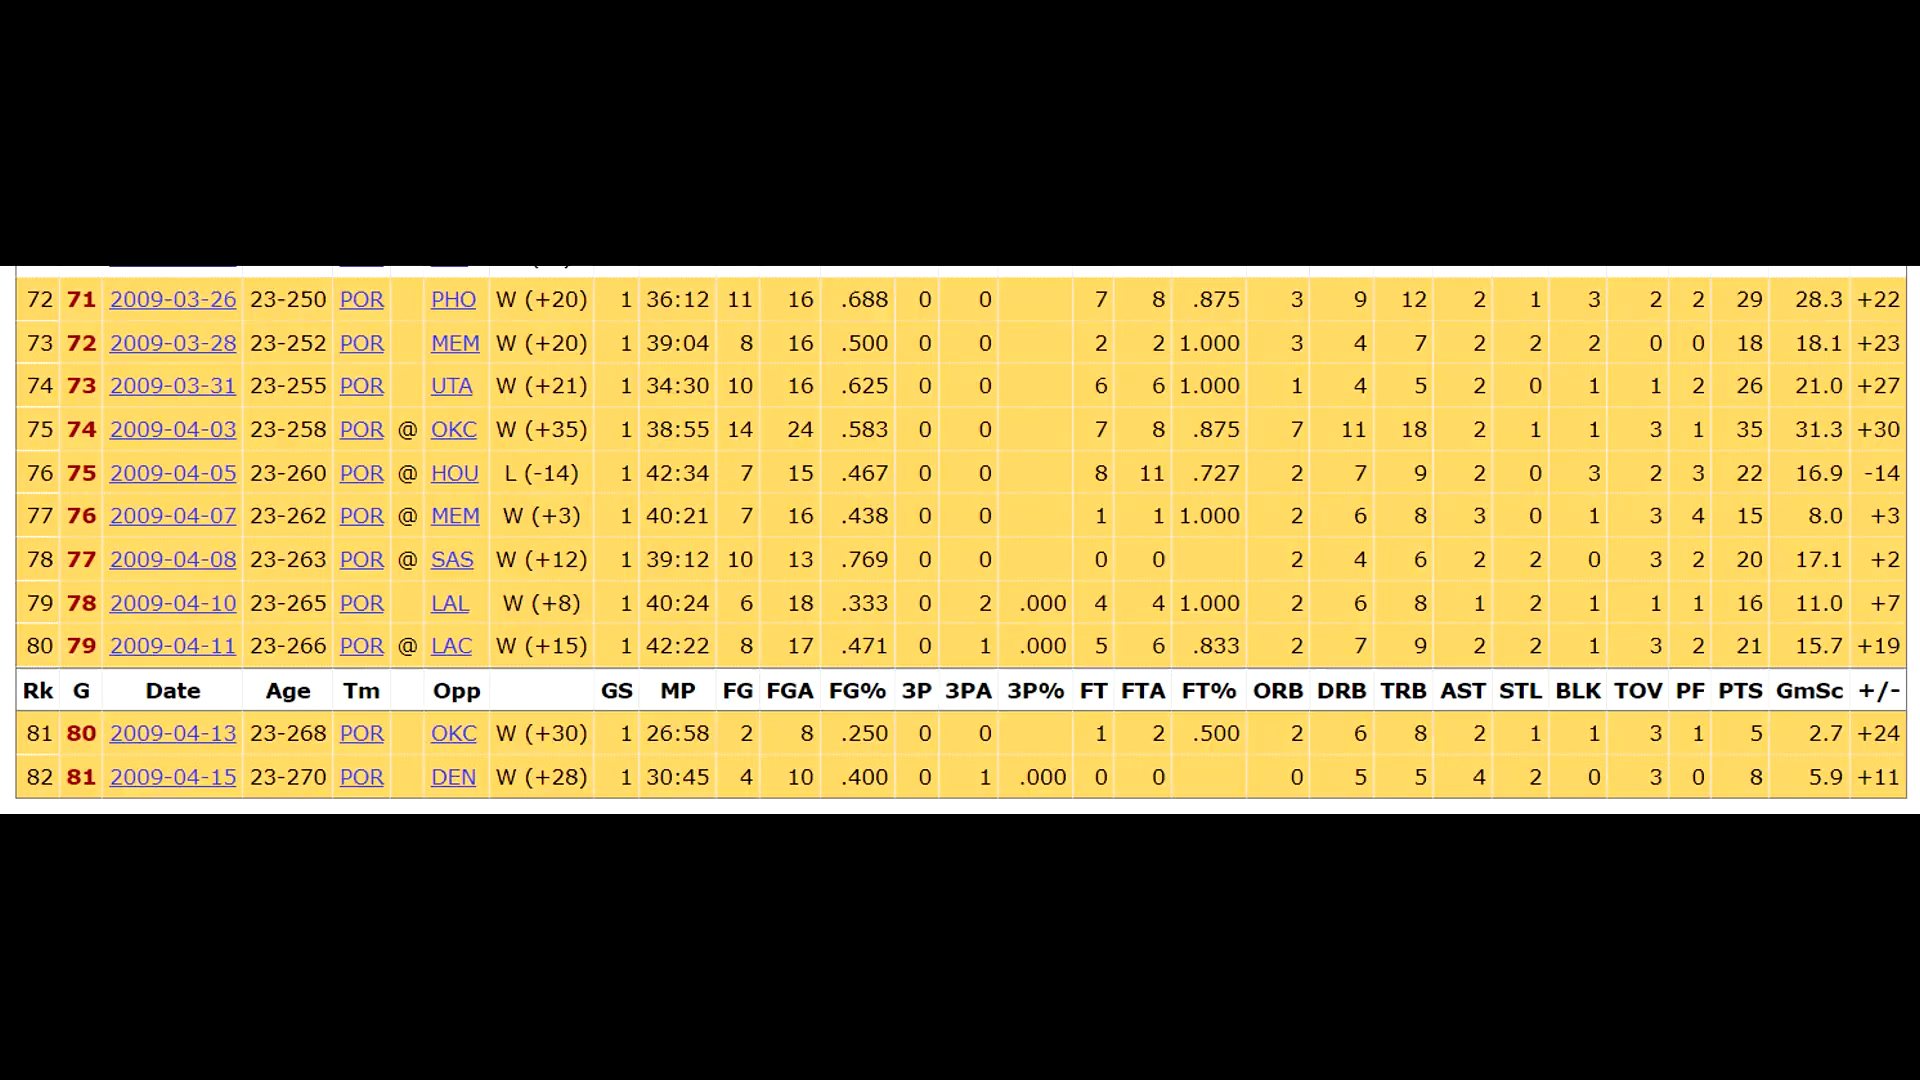 72 71 2009-03-26 23-250 POR PHO W (+20) 1 36:12 11 16 .688 0 0 7 8 .875 3 9 12 2 1 3 2 2 29 28.3 +22
73 72 2009-03-28 23-252 POR MEM W (+20) 1 39:04 8 16 .500 0 0 2 2 1.000 3 4 7 2 2 2 0 0 18 18.1 +23
74 73 2009-03-31 23-255 POR UTA W (+21) 1 34:30 10 16 .625 0 0 6 6 1.000 1 4 5 2 0 1 1 2 26 21.0 +27
75 74 2009-04-03 23-258 POR @ OKC W (+35) 1 38:55 14 24 .583 0 0 7 8 .875 7 11 18 2 1 1 3 1 35 31.3 +30
76 75 2009-04-05 23-260 POR @ HOU L (-14) 1 42:34 7 15 .467 0 0 8 11 .727 2 7 9 2 0 3 2 3 22 16.9 -14
77 76 2009-04-07 23-262 POR @ MEM W (+3) 1 40:21 7 16 .438 0 0 1 1 1.000 2 6 8 3 0 1 3 4 15 8.0 +3
78 77 2009-04-08 23-263 POR @ SAS W (+12) 1 39:12 10 13 .769 0 0 0 0 2 4 6 2 2 0 3 2 20 17.1 +2
79 78 2009-04-10 23-265 POR LAL W (+8) 1 40:24 6 18 .333 0 2 .000 4 4 1.000 2 6 8 1 2 1 1 1 16 11.0 +7
80 79 2009-04-11 23-266 POR @ LAC W (+15) 1 42:22 8 17 .471 0 1 .000 5 6 .833 2 7 9 2 2 1 3 2 21 15.7 +19
Rk G Date Age Tm Opp GS MP FG FGA FG% 3P 3PA 3P% FT FTA FT% ORB DRB TRB AST STL BLK TOV PF PTS GmSc +/-
81 80 2009-04-13 23-268 POR OKC W (+30) 1 26:58 2 8 .250 0 0 1 2 .500 2 6 8 2 1 1 3 1 5 2.7 +24
82 81 2009-04-15 23-270 POR DEN W (+28) 1 30:45 4 10 .400 0 1 .000 0 0 0 5 5 4 2 0 3 0 8 5.9 +11